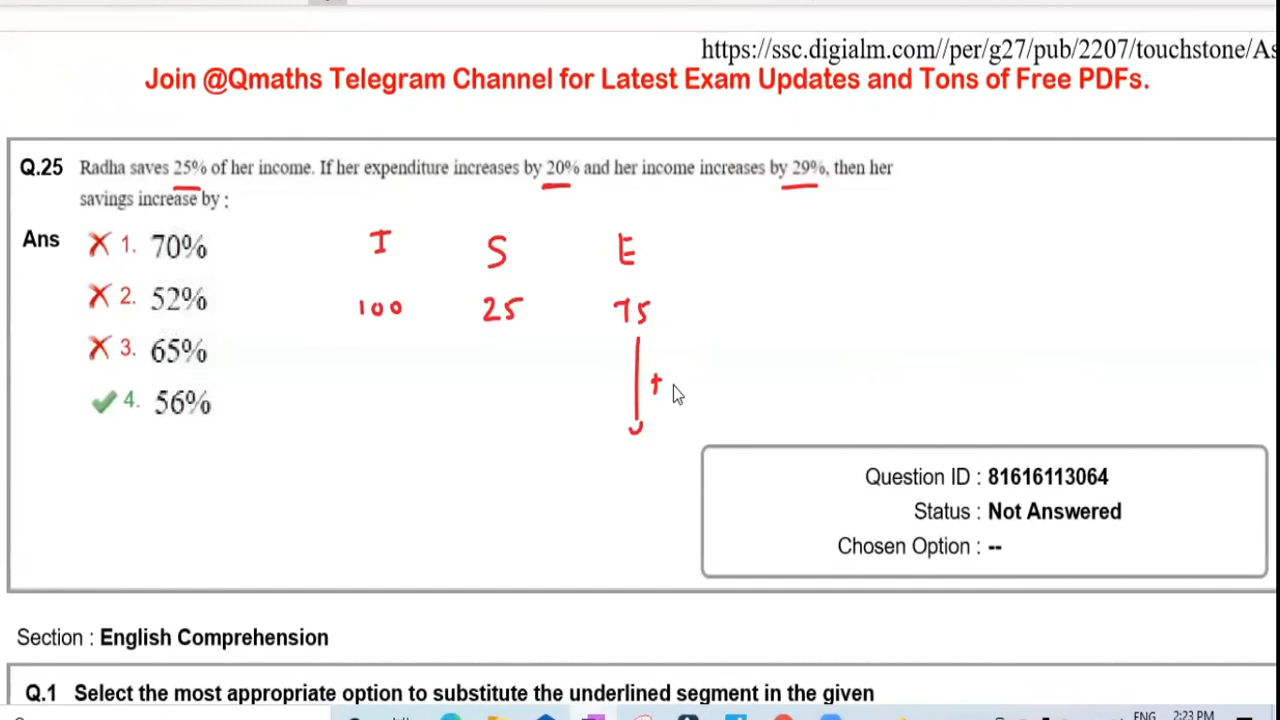 https://ssc.digialm.com//per/g27/pub/2207/touchstone/As
Join @Qmaths Telegram Channel for Latest Exam Updates and Tons of Free PDFs.
Q.25 Radha saves 25% of her income. If her expenditure increases by 20% and her income increases by 29%, then her
savings increase by :
Ans 1. 70%
2. 52%
3. 65%
4. 56%
I S E
100 25 75
+
Question ID : 81616113064
Status : Not Answered
Chosen Option : --
Section : English Comprehension
Q.1 Select the most appropriate option to substitute the underlined segment in the given
ENG 2:23 PM